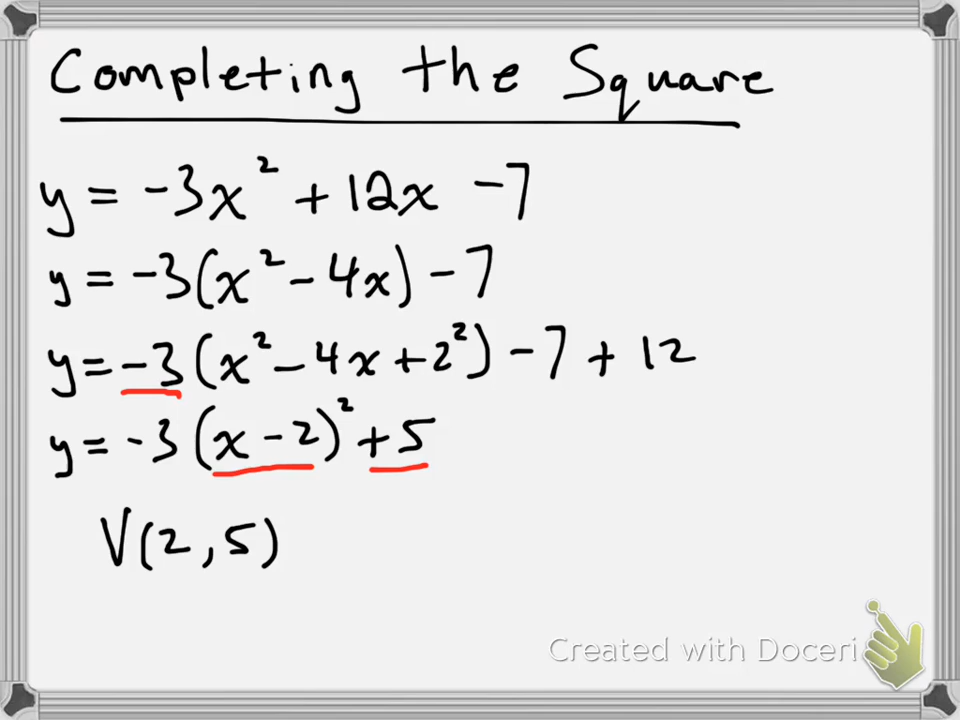 Completing the Square
y = -3x² + 12x - 7
y = -3(x² - 4x) - 7
y = -3(x² - 4x + 2²) - 7 + 12
y = -3(x - 2)² + 5
V(2, 5)
Created with Doceri